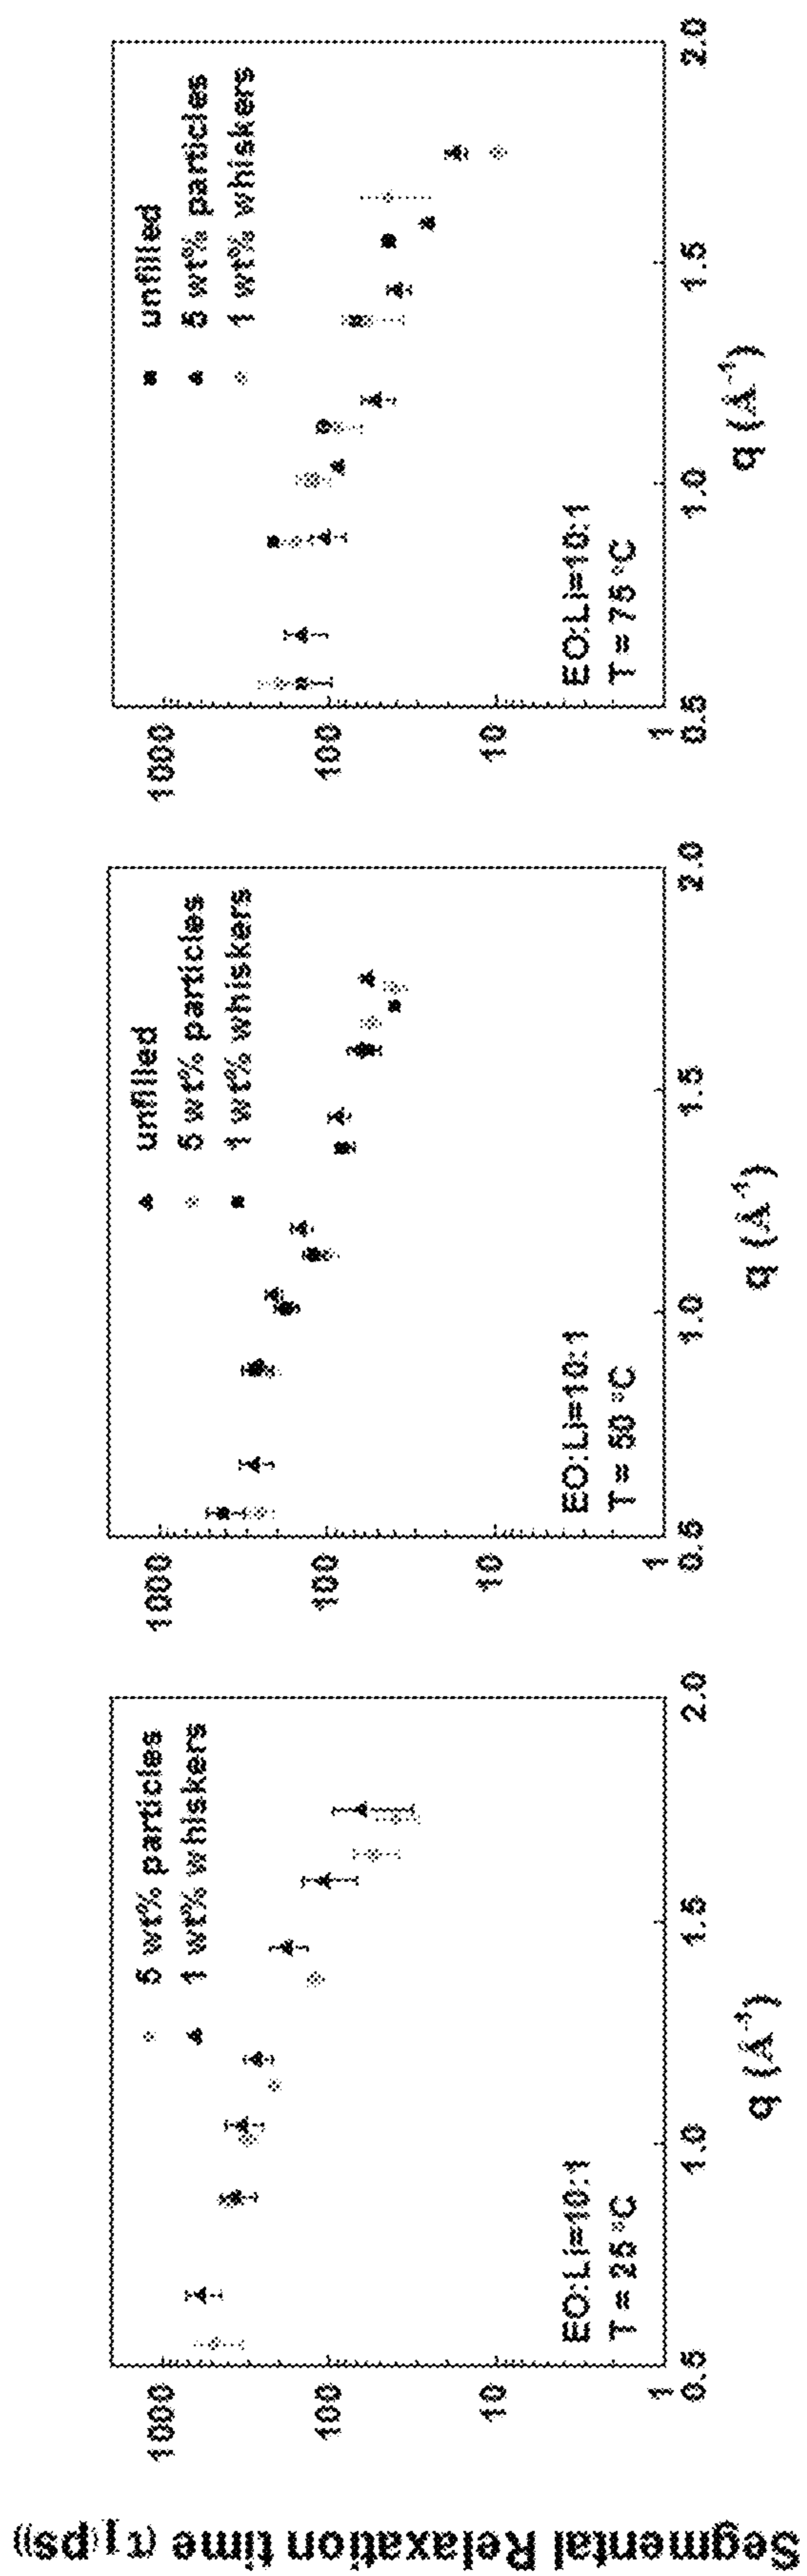 Segmental Relaxation time (τ₁(ps))
1000
100
10
1
5 wt% particles
1 wt% whiskers
EO:Li=10:1
T = 25 °C
0.5
1.0
1.5
2.0
q (Å⁻¹)
1000
100
10
1
unfilled
5 wt% particles
1 wt% whiskers
EO:Li=10:1
T = 50 °C
0.5
1.0
1.5
2.0
q (Å⁻¹)
1000
100
10
1
unfilled
5 wt% particles
1 wt% whiskers
EO:Li=10:1
T = 75 °C
0.5
1.0
1.5
2.0
q (Å⁻¹)